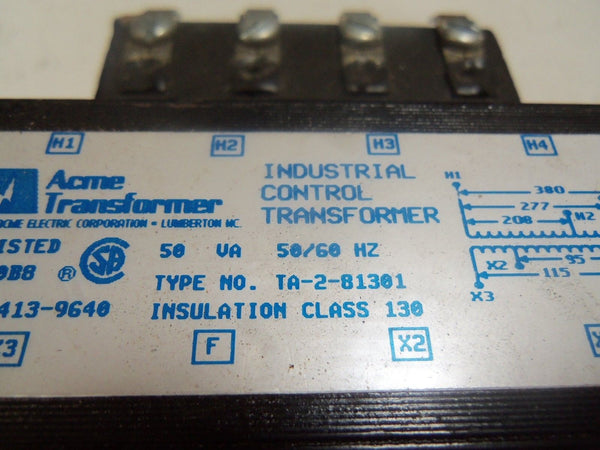 H1 H2 H3 H4
Acme
Transformer
ACME ELECTRIC CORPORATION • LUMBERTON NC.
INDUSTRIAL
CONTROL
TRANSFORMER
H1
380
277
208
H2
X2
95
115
X3
ISTED
0B8 ® SA
50 VA 50/60 HZ
TYPE NO. TA-2-81301
413-9640 INSULATION CLASS 130
F X2